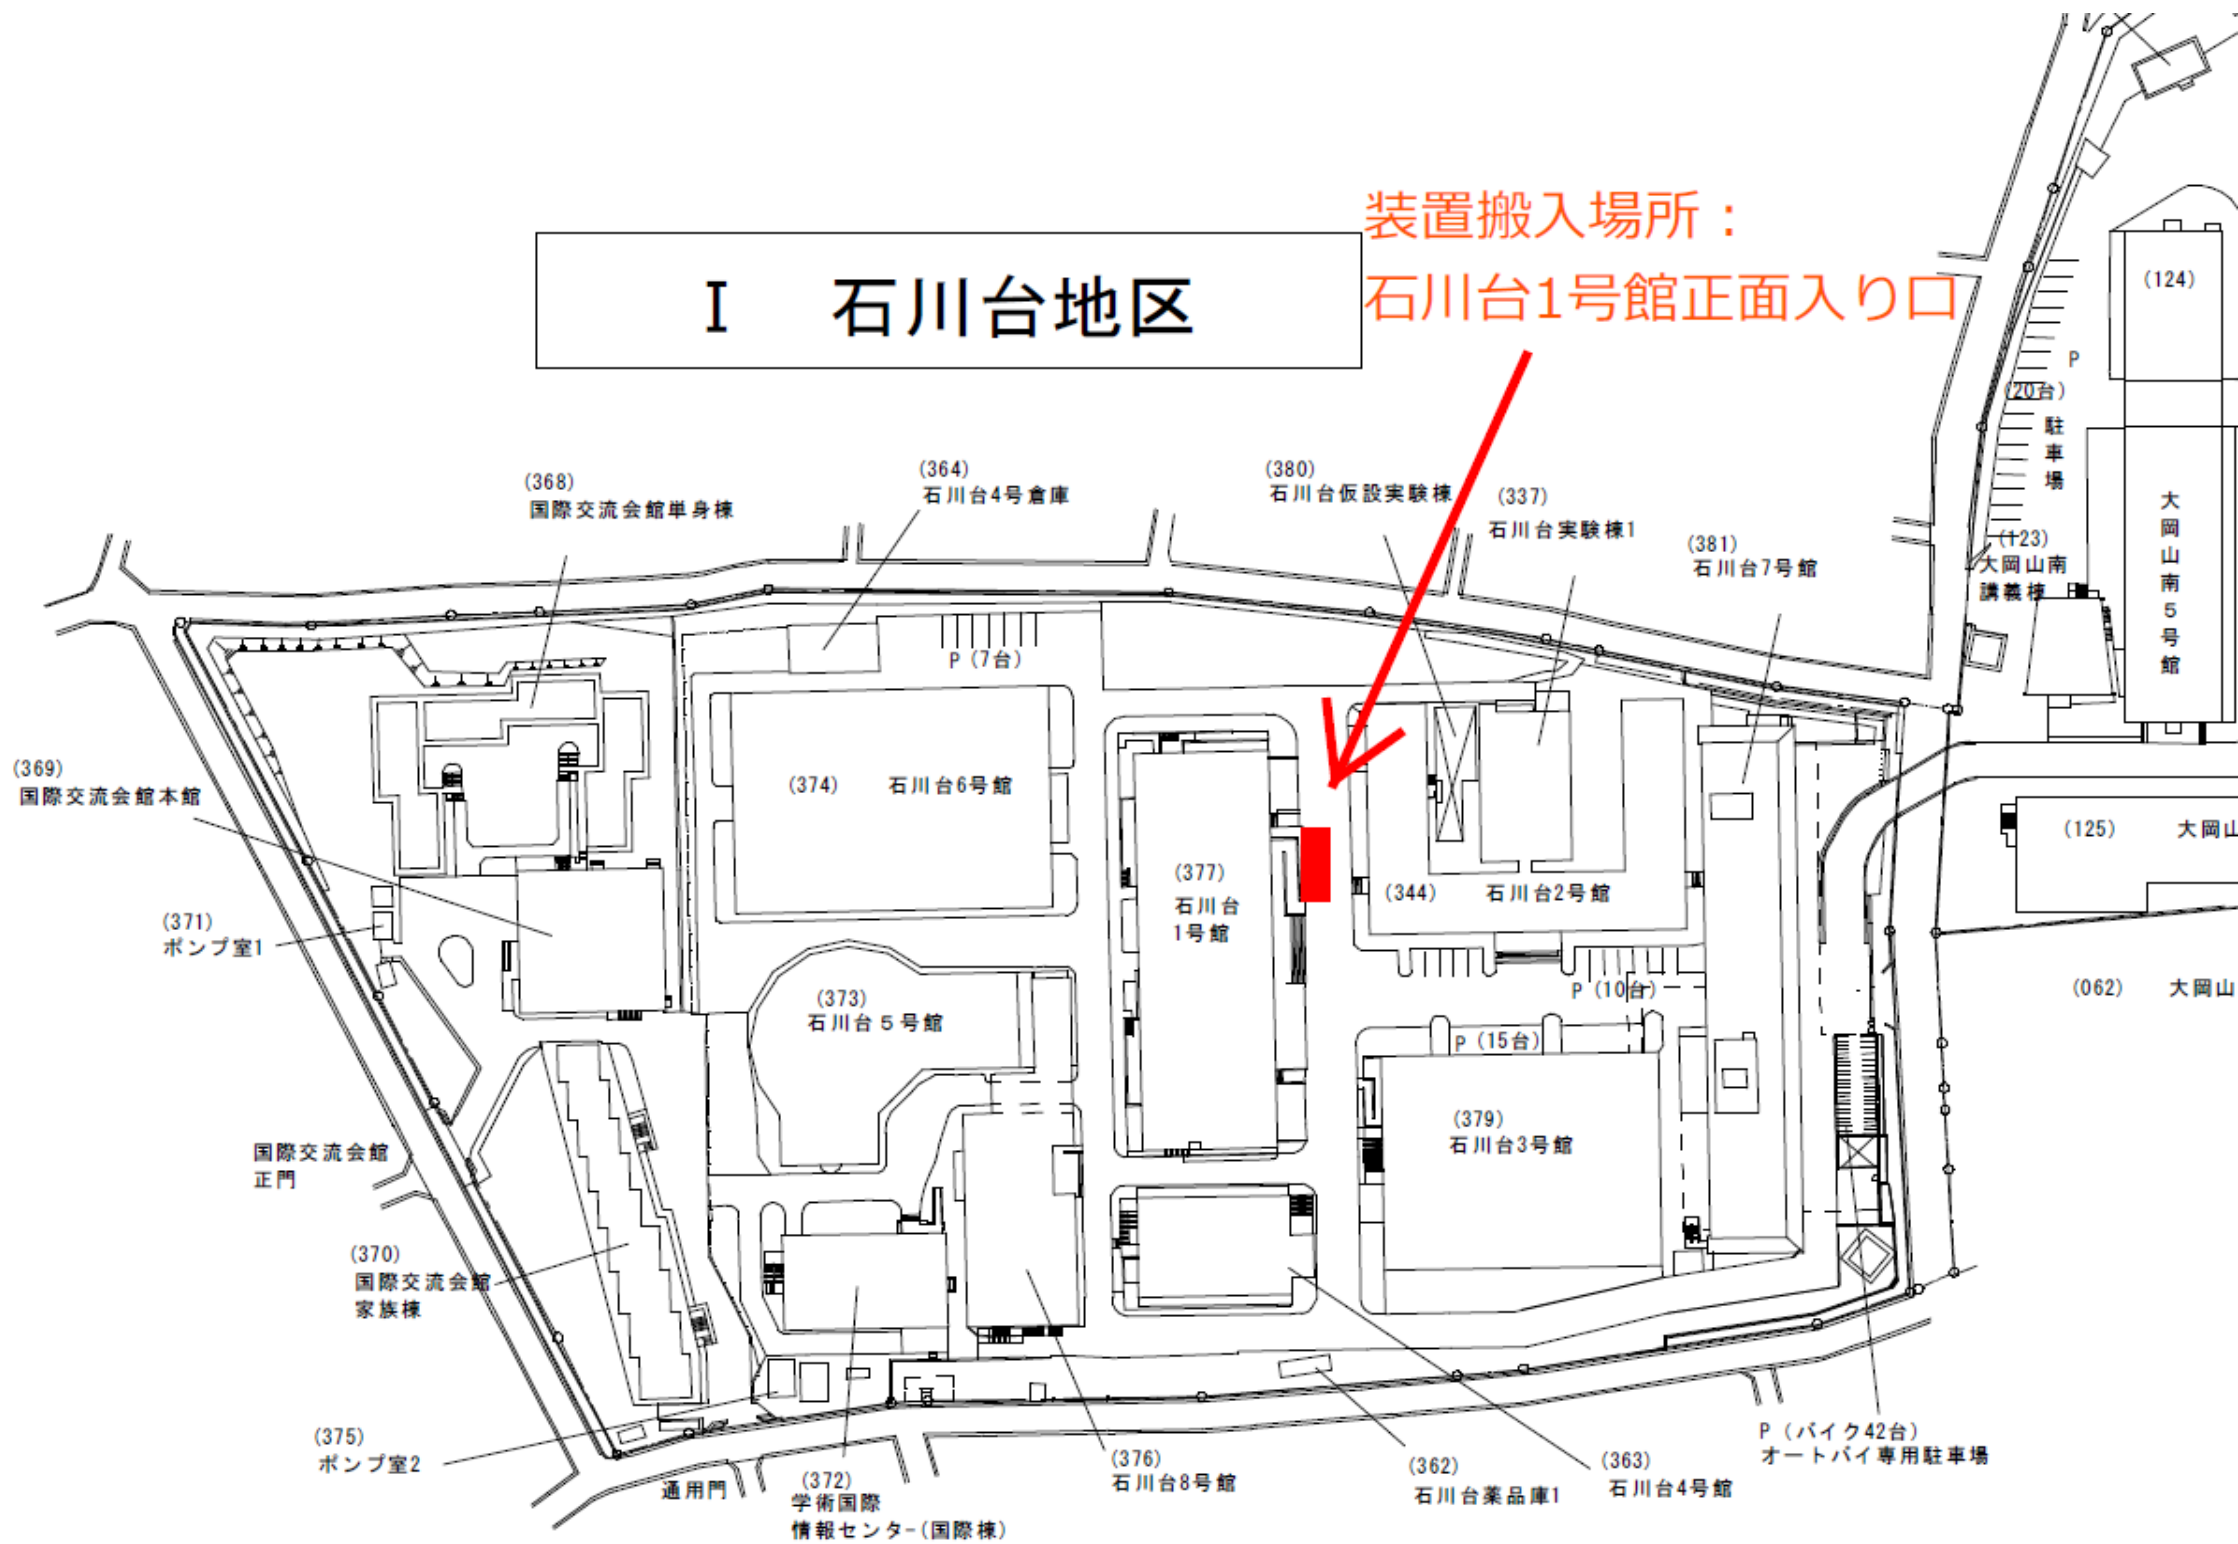 装置搬入場所：
石川台1号館正面入り口
I 石川台地区
(124)
P
(20台)
駐車場
(364)
石川台4号倉庫
(380)
石川台仮設実験棟
(368)
国際交流会館単身棟
(337)
石川台実験棟1
(381)
石川台7号館
(123)
大岡山南
講義棟
大岡山南5号館
P(7台)
(369)
国際交流会館本館
(374) 石川台6号館
(125) 大岡山
(377)
石川台
1号館
(344) 石川台2号館
(371)
ポンプ室1
(373)
石川台５号館
P(10台)
(062) 大岡山
P(15台)
(379)
石川台3号館
国際交流会館
正門
(370)
国際交流会館
家族棟
(375)
ポンプ室2
通用門
(372)
学術国際
情報センター(国際棟)
(376)
石川台8号館
(362)
石川台薬品庫1
(363)
石川台4号館
P(バイク42台)
オートバイ専用駐車場